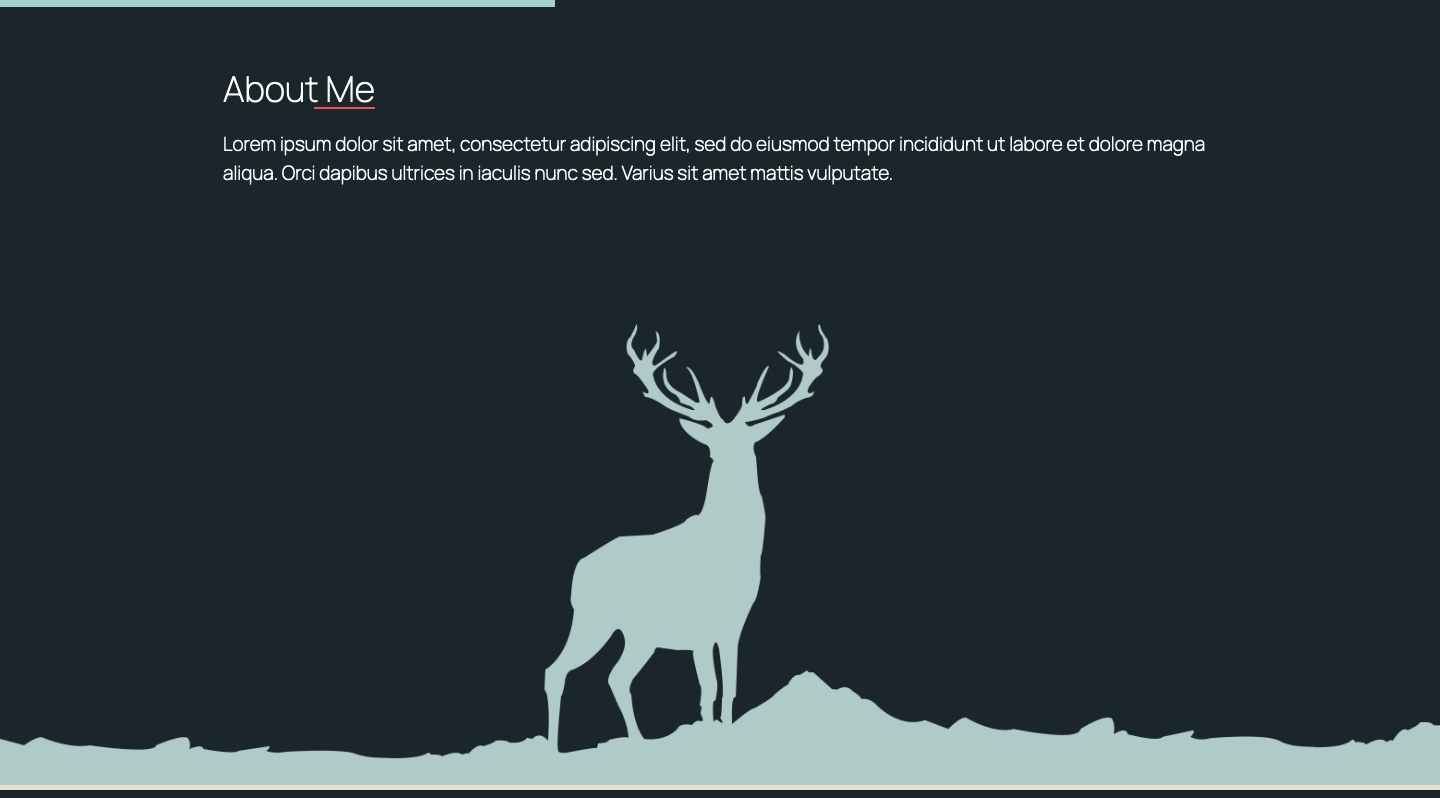 About Me
Lorem ipsum dolor sit amet, consectetur adipiscing elit, sed do eiusmod tempor incididunt ut labore et dolore magna
aliqua. Orci dapibus ultrices in iaculis nunc sed. Varius sit amet mattis vulputate.